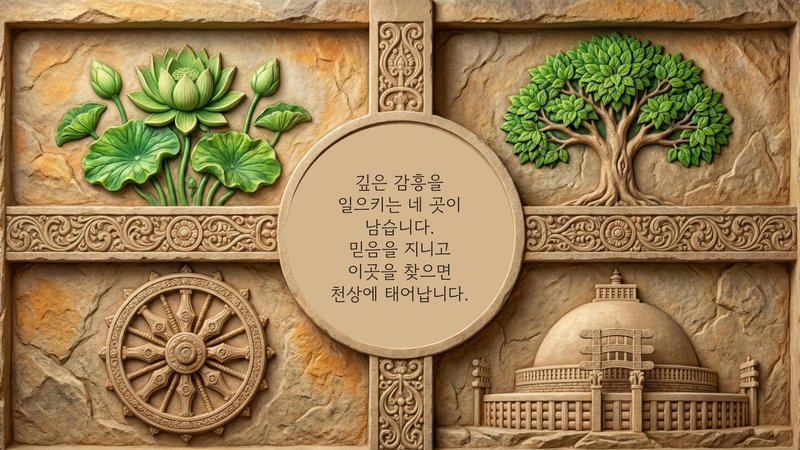 깊은 감흥을
일으키는 네 곳이
남습니다.
믿음을 지니고
이곳을 찾으면
천상에 태어납니다.